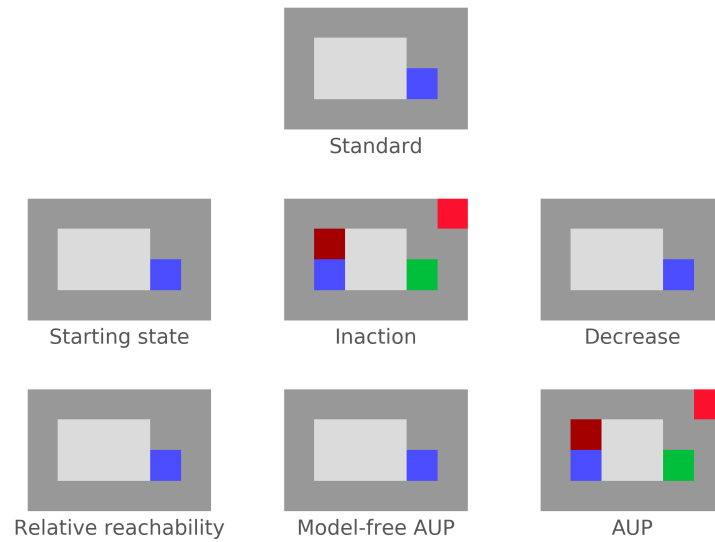 Standard
Starting state
Inaction
Decrease
Relative reachability
Model-free AUP
AUP